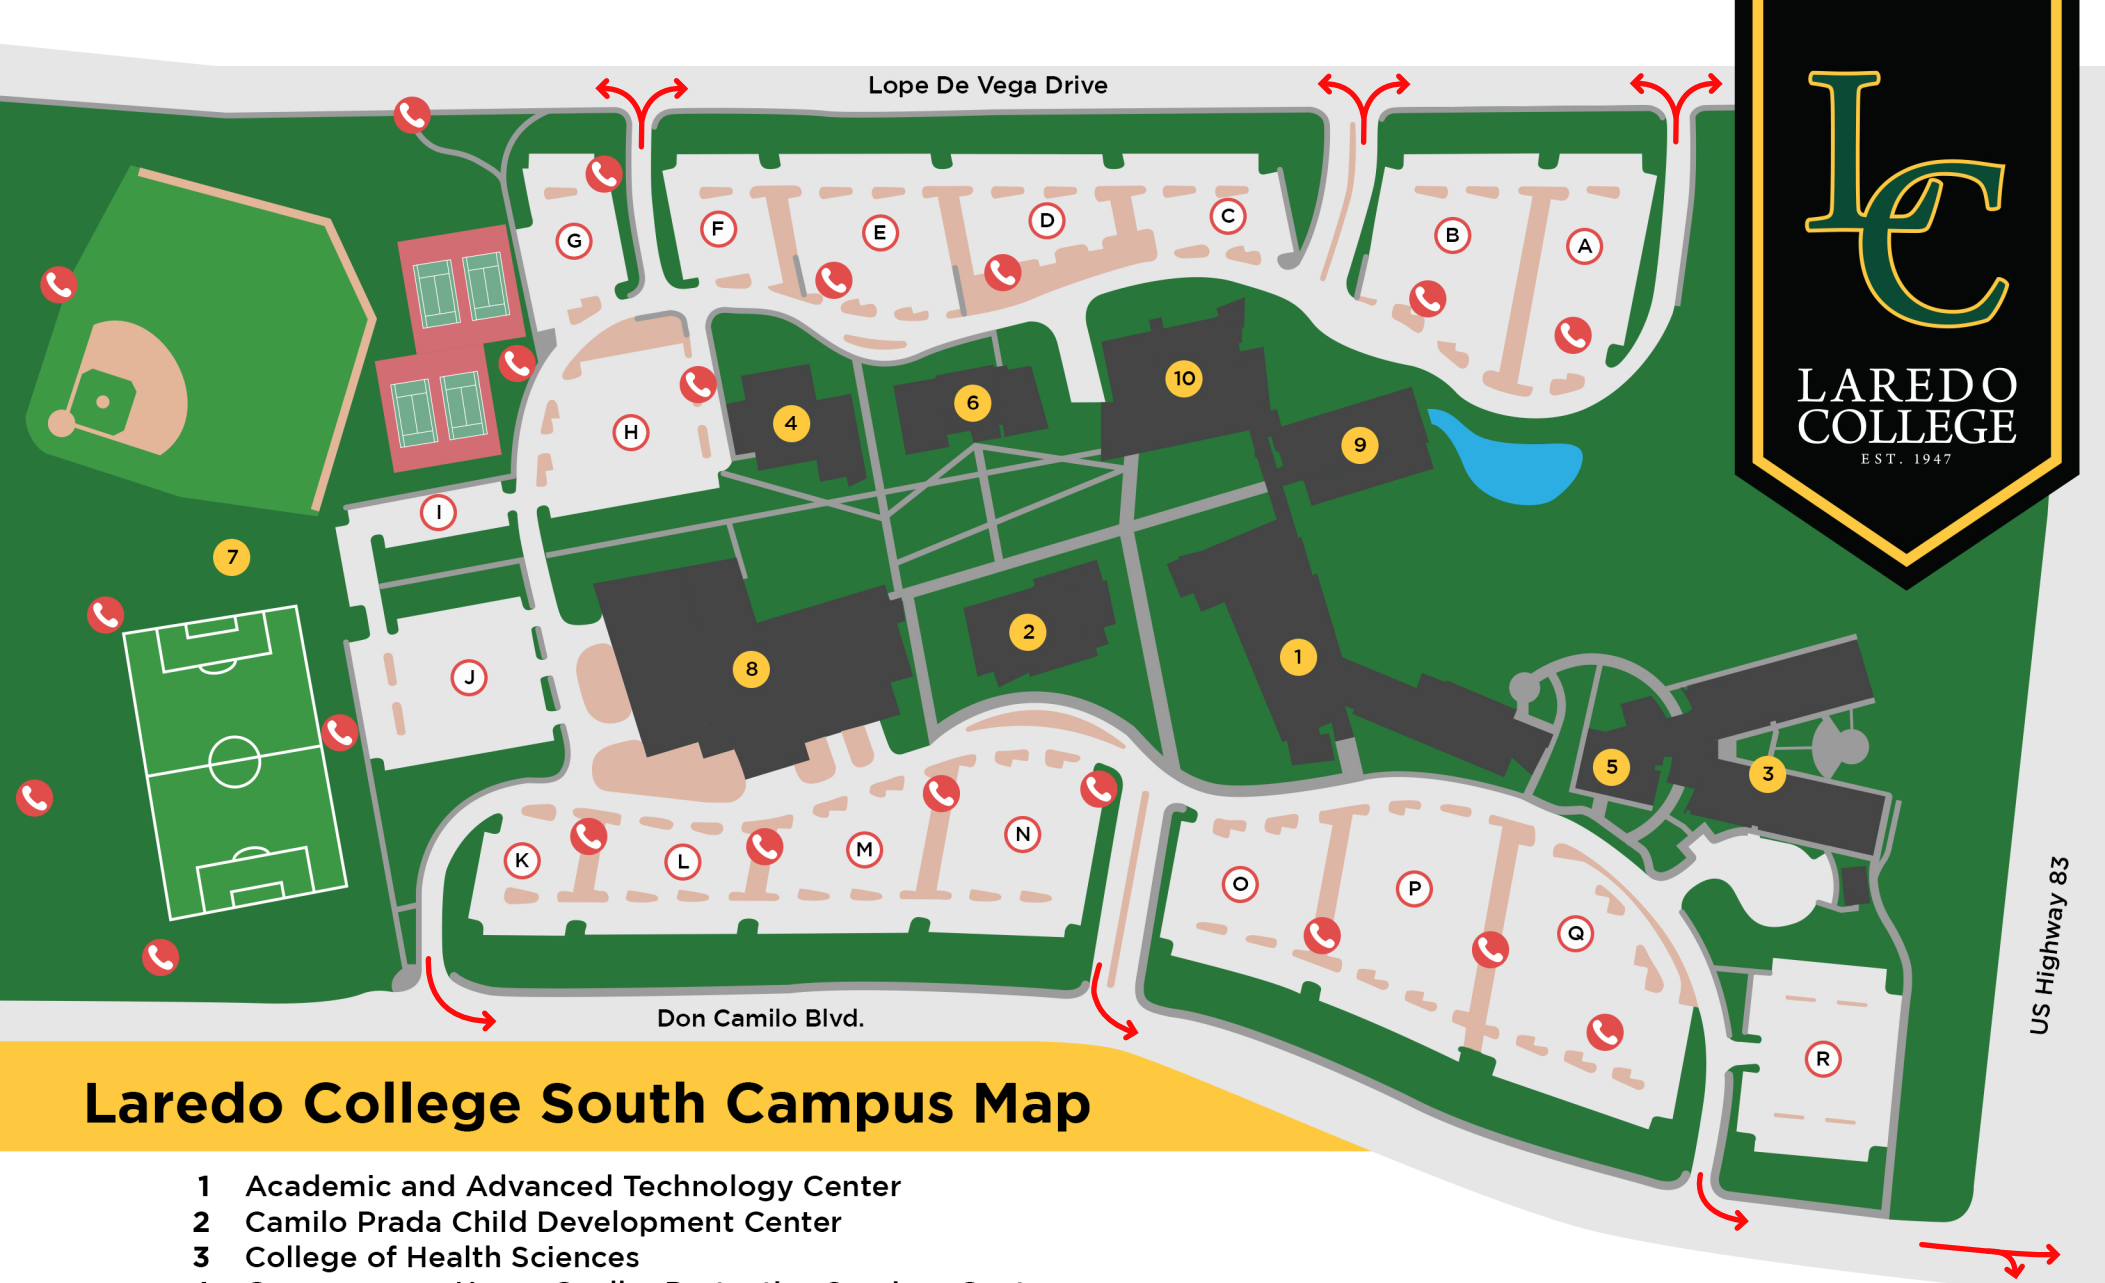 Lope De Vega Drive
LC
LAREDO
COLLEGE
EST. 1947
G
F
E
D
C
B
A
10
4
6
H
9
I
7
2
1
8
J
5
3
K
L
M
N
O
P
Q
R
US Highway 83
Don Camilo Blvd.
Laredo College South Campus Map
1 Academic and Advanced Technology Center
2 Camilo Prada Child Development Center
3 College of Health Sciences